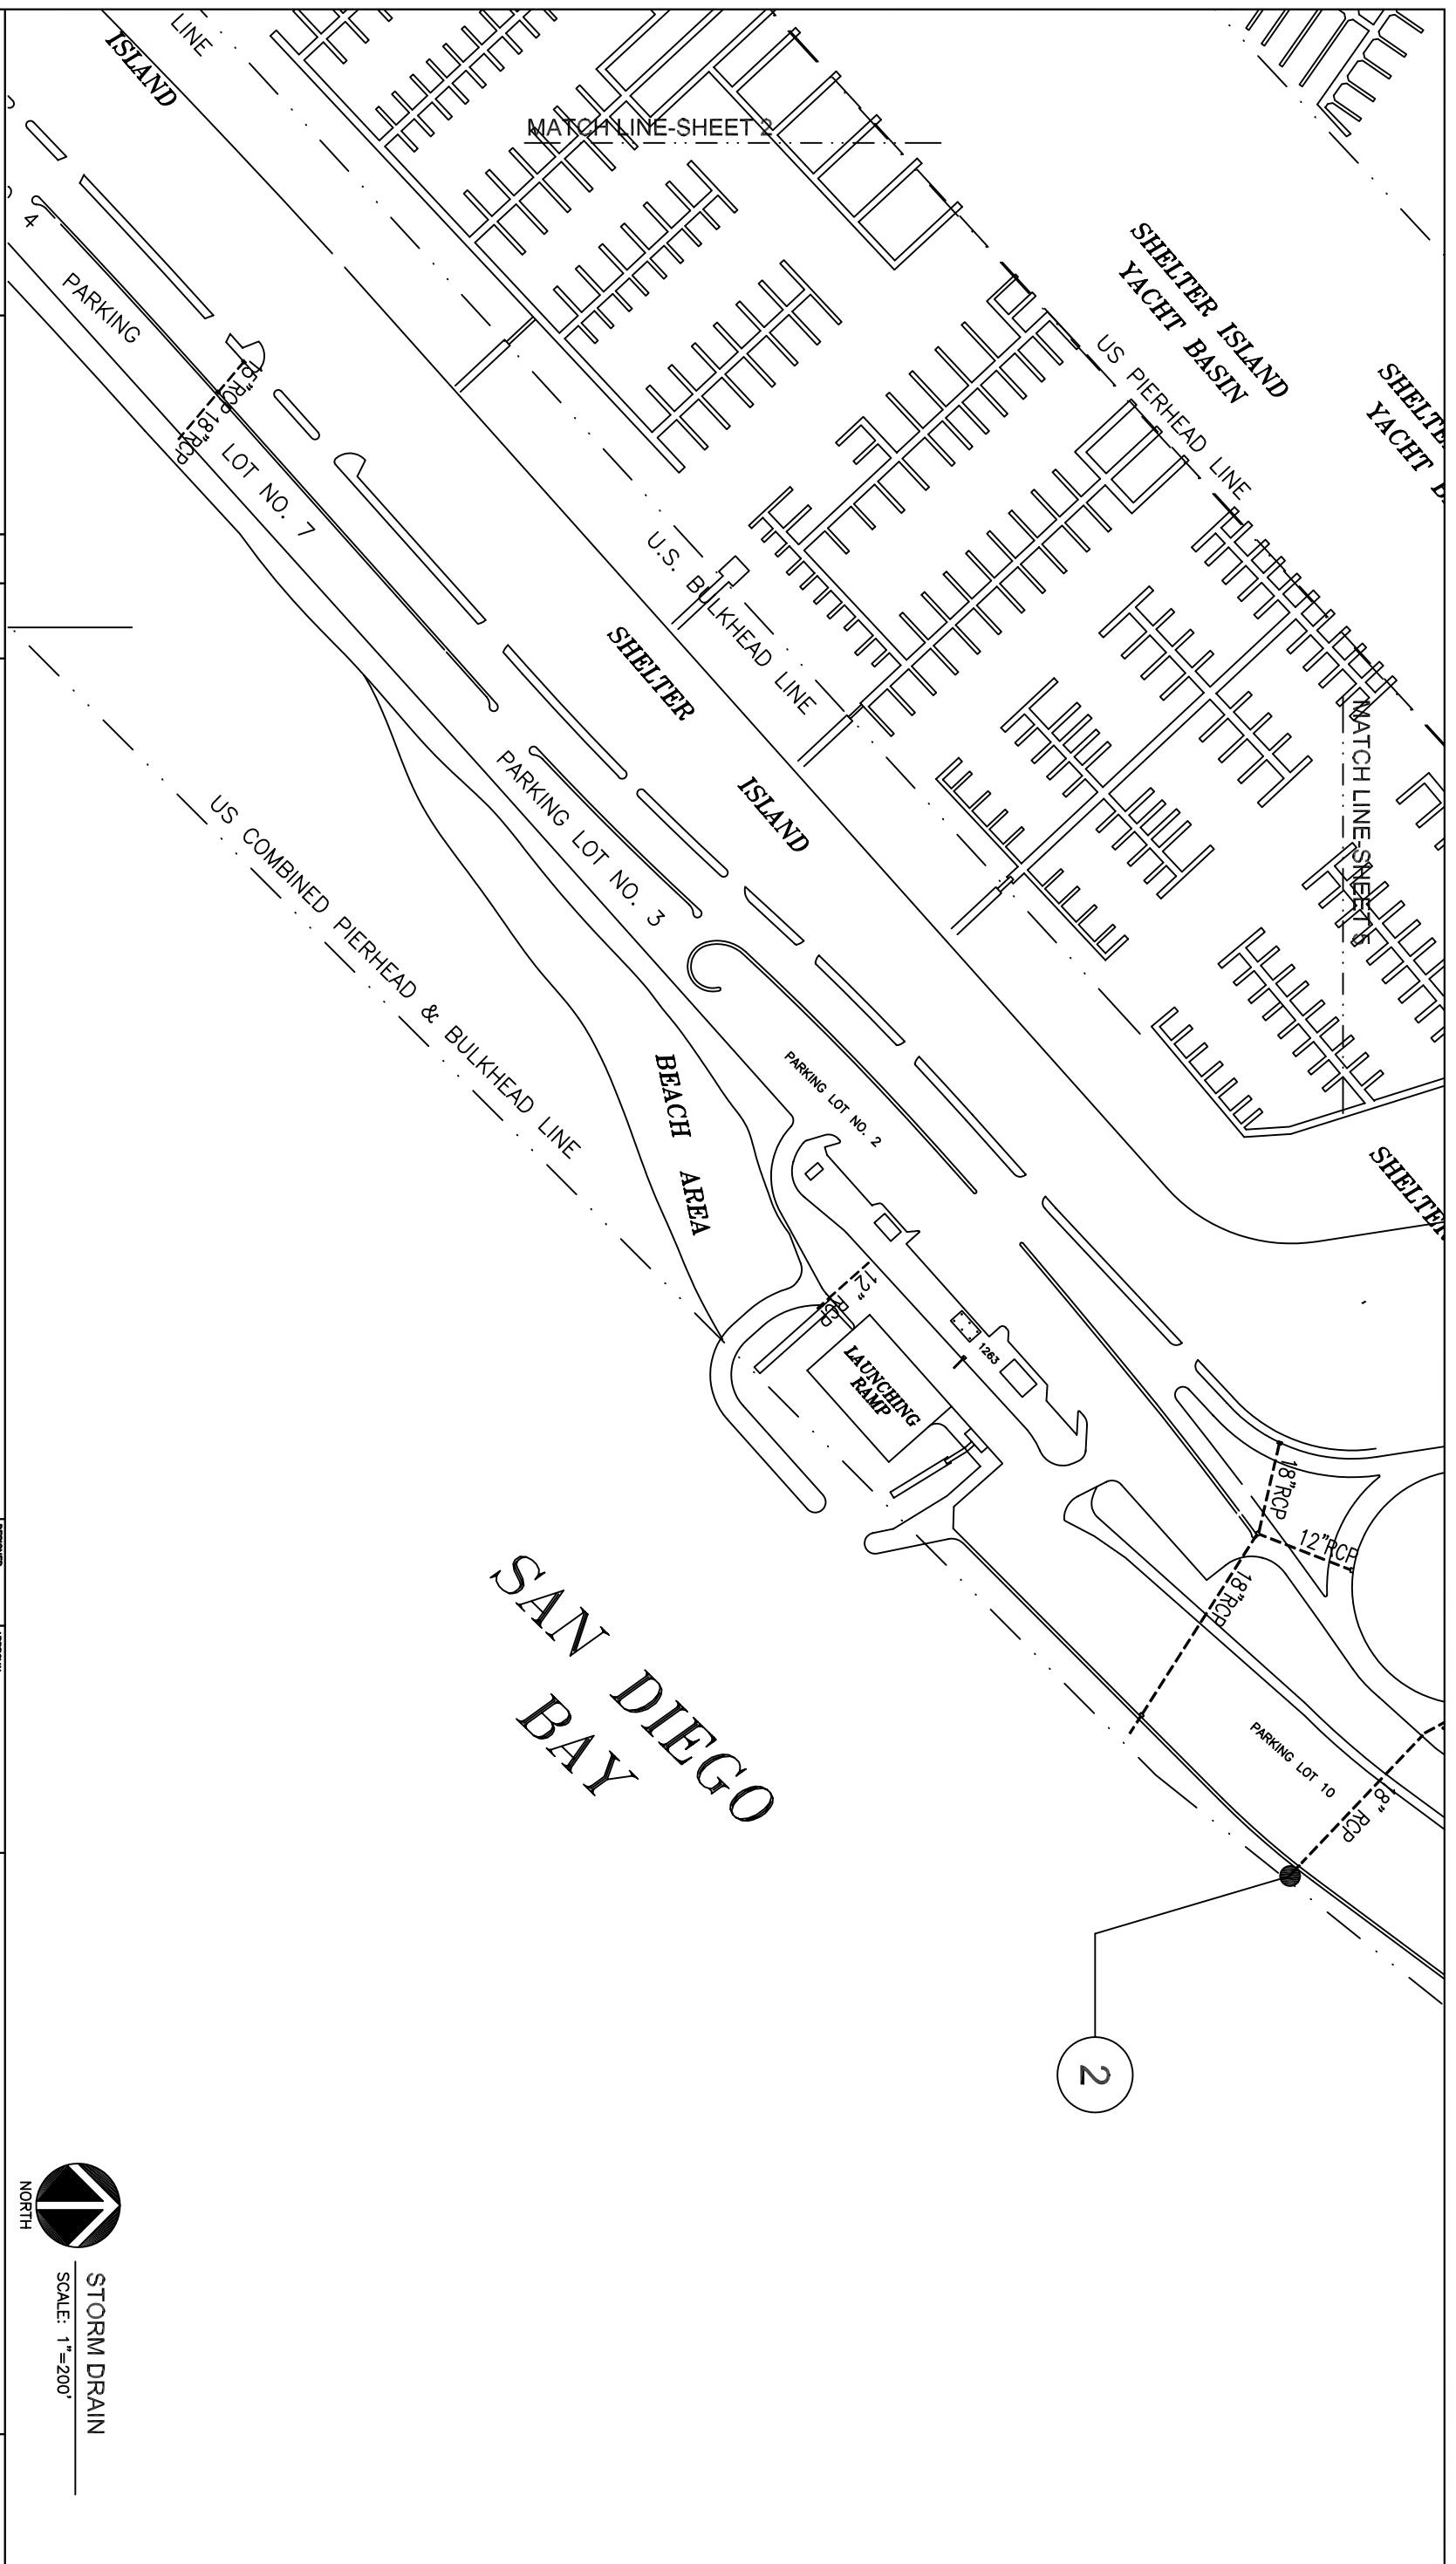 LINE
ISLAND
MATCH LINE-SHEET 2
SHELTER ISLAND
YACHT BASIN
US PIERHEAD LINE
YACHT
4
PARKING
LOT NO. 7
18"RCP
U.S. BULKHEAD LINE
SHELTER
ISLAND
MATCH LINE-SHEET 5
PARKING LOT NO. 3
US COMBINED PIERHEAD & BULKHEAD LINE
BEACH AREA
PARKING LOT NO. 2
SHELTER
12"
RCP
1263
LAUNCHING
RAMP
18"RCP
12"RCP
18"RCP
SAN DIEGO
BAY
PARKING LOT 10
18" RCP
2
NORTH
STORM DRAIN
SCALE: 1"=200'